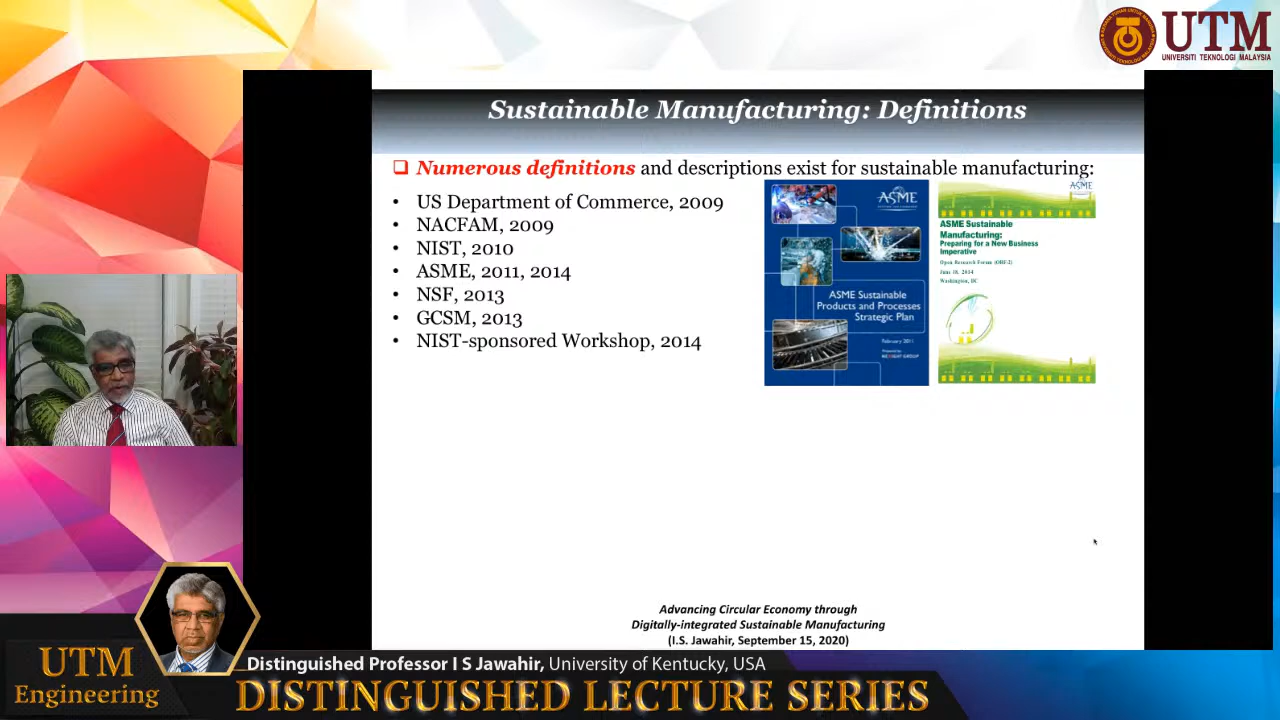 UTM
UNIVERSITI TEKNOLOGI MALAYSIA
Sustainable Manufacturing: Definitions
❑ Numerous definitions and descriptions exist for sustainable manufacturing:
• US Department of Commerce, 2009
• NACFAM, 2009
• NIST, 2010
• ASME, 2011, 2014
• NSF, 2013
• GCSM, 2013
• NIST-sponsored Workshop, 2014
ASME
ASME Sustainable
Products and Processes
Strategic Plan
February 2011
ASME
ASME Sustainable
Manufacturing:
Preparing for a New Business
Imperative
Open Research Forum (ORF-2)
June 18, 2014
Washington, DC
Advancing Circular Economy through
Digitally-integrated Sustainable Manufacturing
(I.S. Jawahir, September 15, 2020)
UTM
Engineering
Distinguished Professor I S Jawahir, University of Kentucky, USA
DISTINGUISHED LECTURE SERIES